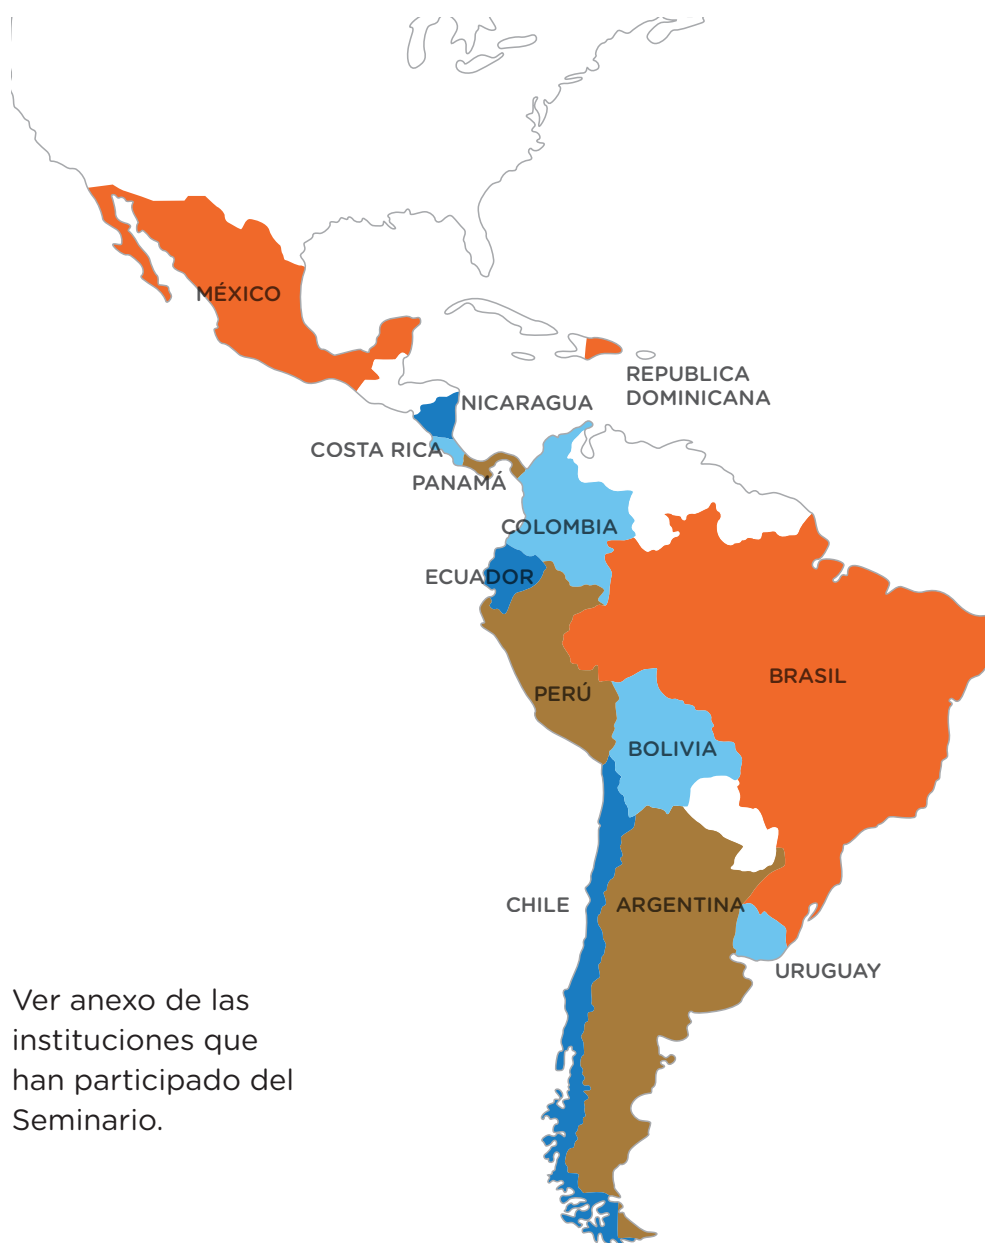 MÉXICO
REPUBLICA
DOMINICANA
NICARAGUA
COSTA RICA
PANAMÁ
COLOMBIA
ECUADOR
BRASIL
PERÚ
BOLIVIA
CHILE
ARGENTINA
URUGUAY
Ver anexo de las
instituciones que
han participado del
Seminario.